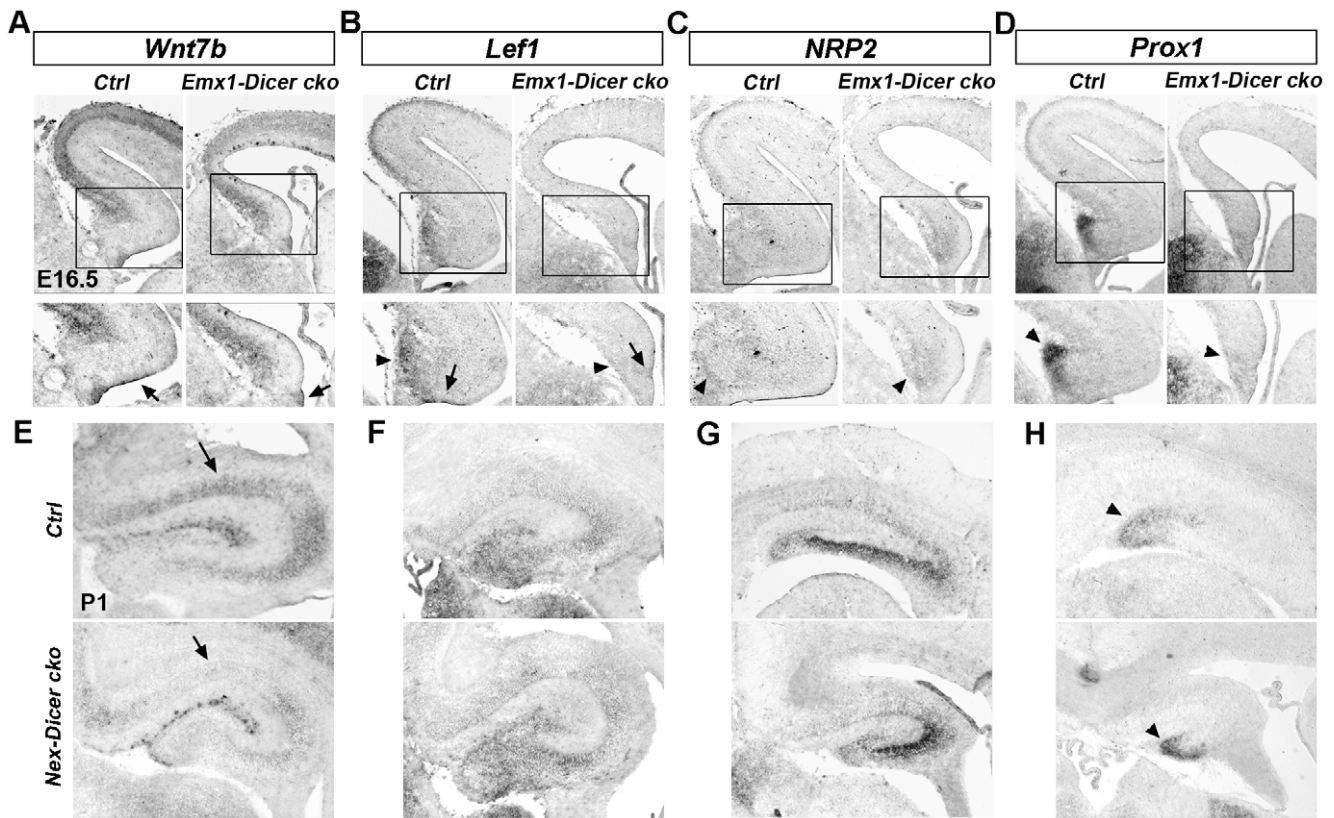 A B C D
Wnt7b Lef1 NRP2 Prox1
Ctrl Emx1-Dicer cko Ctrl Emx1-Dicer cko Ctrl Emx1-Dicer cko Ctrl Emx1-Dicer cko
E16.5
E F G H
Ctrl
P1
Nex-Dicer cko